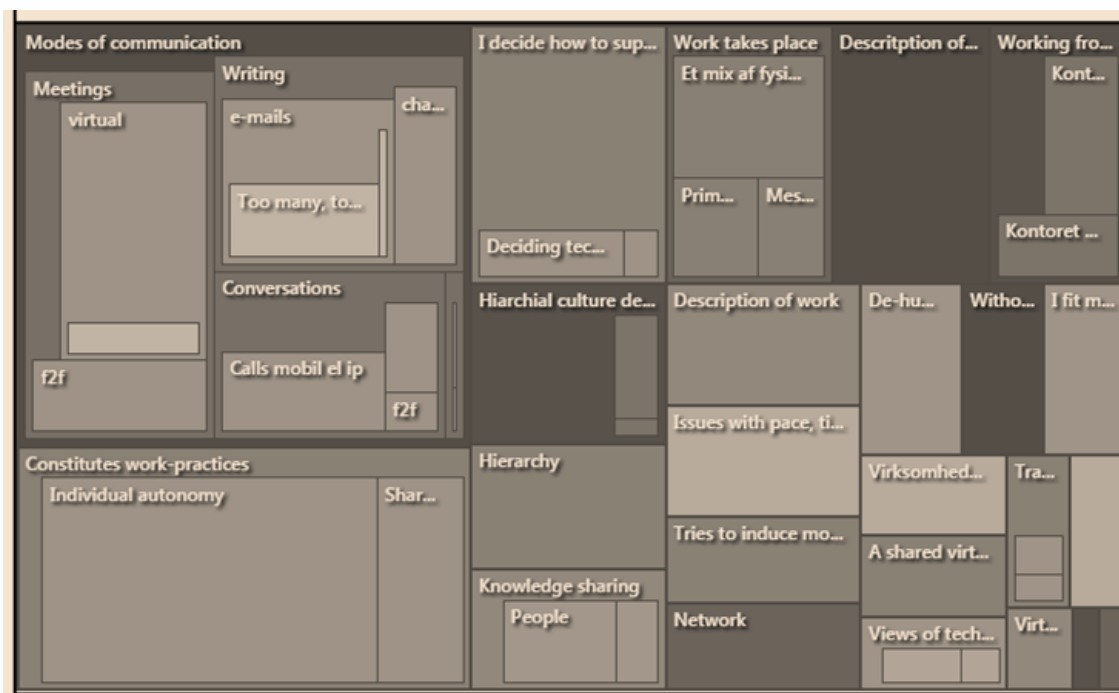 Modes of communication
Meetings
virtual
f2f
Writing
e-mails
Too many, to...
cha...
Conversations
Calls mobil el ip
f2f
Constitutes work-practices
Individual autonomy
Shar...
I decide how to sup...
Deciding tec...
Hiarchial culture de...
Hierarchy
Knowledge sharing
People
Work takes place
Et mix af fysi...
Prim...
Mes...
Descritption of...
Working fro...
Kont...
Kontoret ...
Description of work
Issues with pace, ti...
Tries to induce mo...
Network
De-hu...
Witho...
I fit m...
Virksomhed...
A shared virt...
Views of tech...
Tra...
Virt...